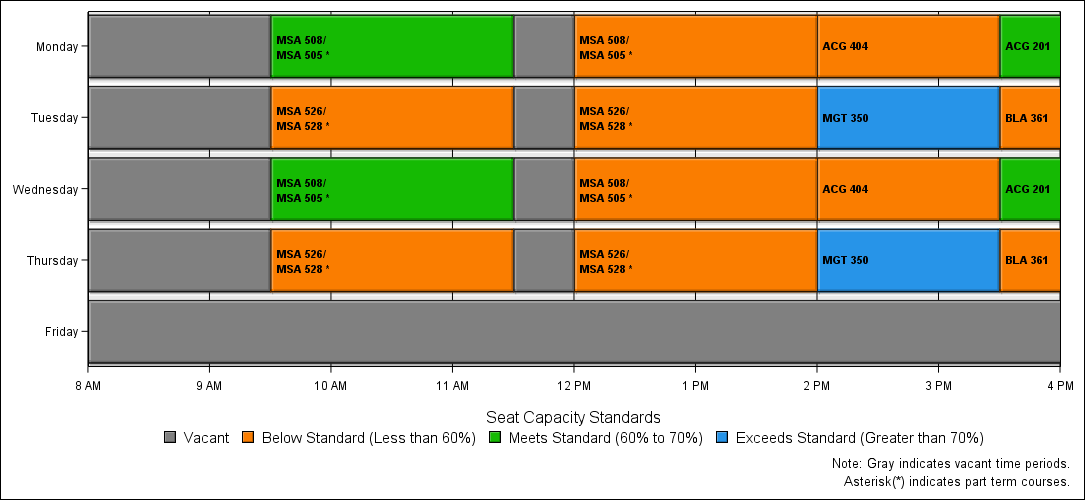 Monday
MSA 508/
MSA 505 *
MSA 508/
MSA 505 *
ACG 404
ACG 201
Tuesday
MSA 526/
MSA 528 *
MSA 526/
MSA 528 *
MGT 350
BLA 361
Wednesday
MSA 508/
MSA 505 *
MSA 508/
MSA 505 *
ACG 404
ACG 201
Thursday
MSA 526/
MSA 528 *
MSA 526/
MSA 528 *
MGT 350
BLA 361
Friday
8 AM 9 AM 10 AM 11 AM 12 PM 1 PM 2 PM 3 PM 4 PM
Seat Capacity Standards
Vacant Below Standard (Less than 60%) Meets Standard (60% to 70%) Exceeds Standard (Greater than 70%)
Note: Gray indicates vacant time periods.
Asterisk(*) indicates part term courses.